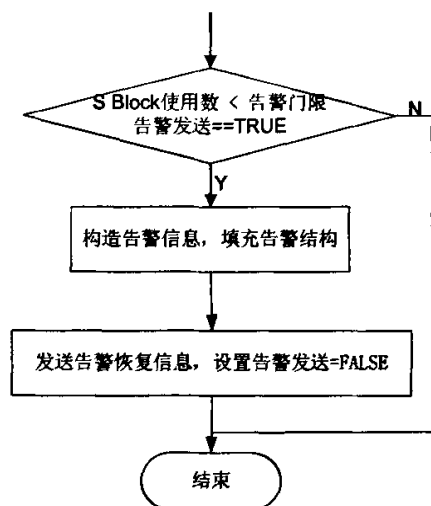 S Block使用数 < 告警门限
告警发送==TRUE
N
Y
构造告警信息，填充告警结构
发送告警恢复信息，设置告警发送=FALSE
结束